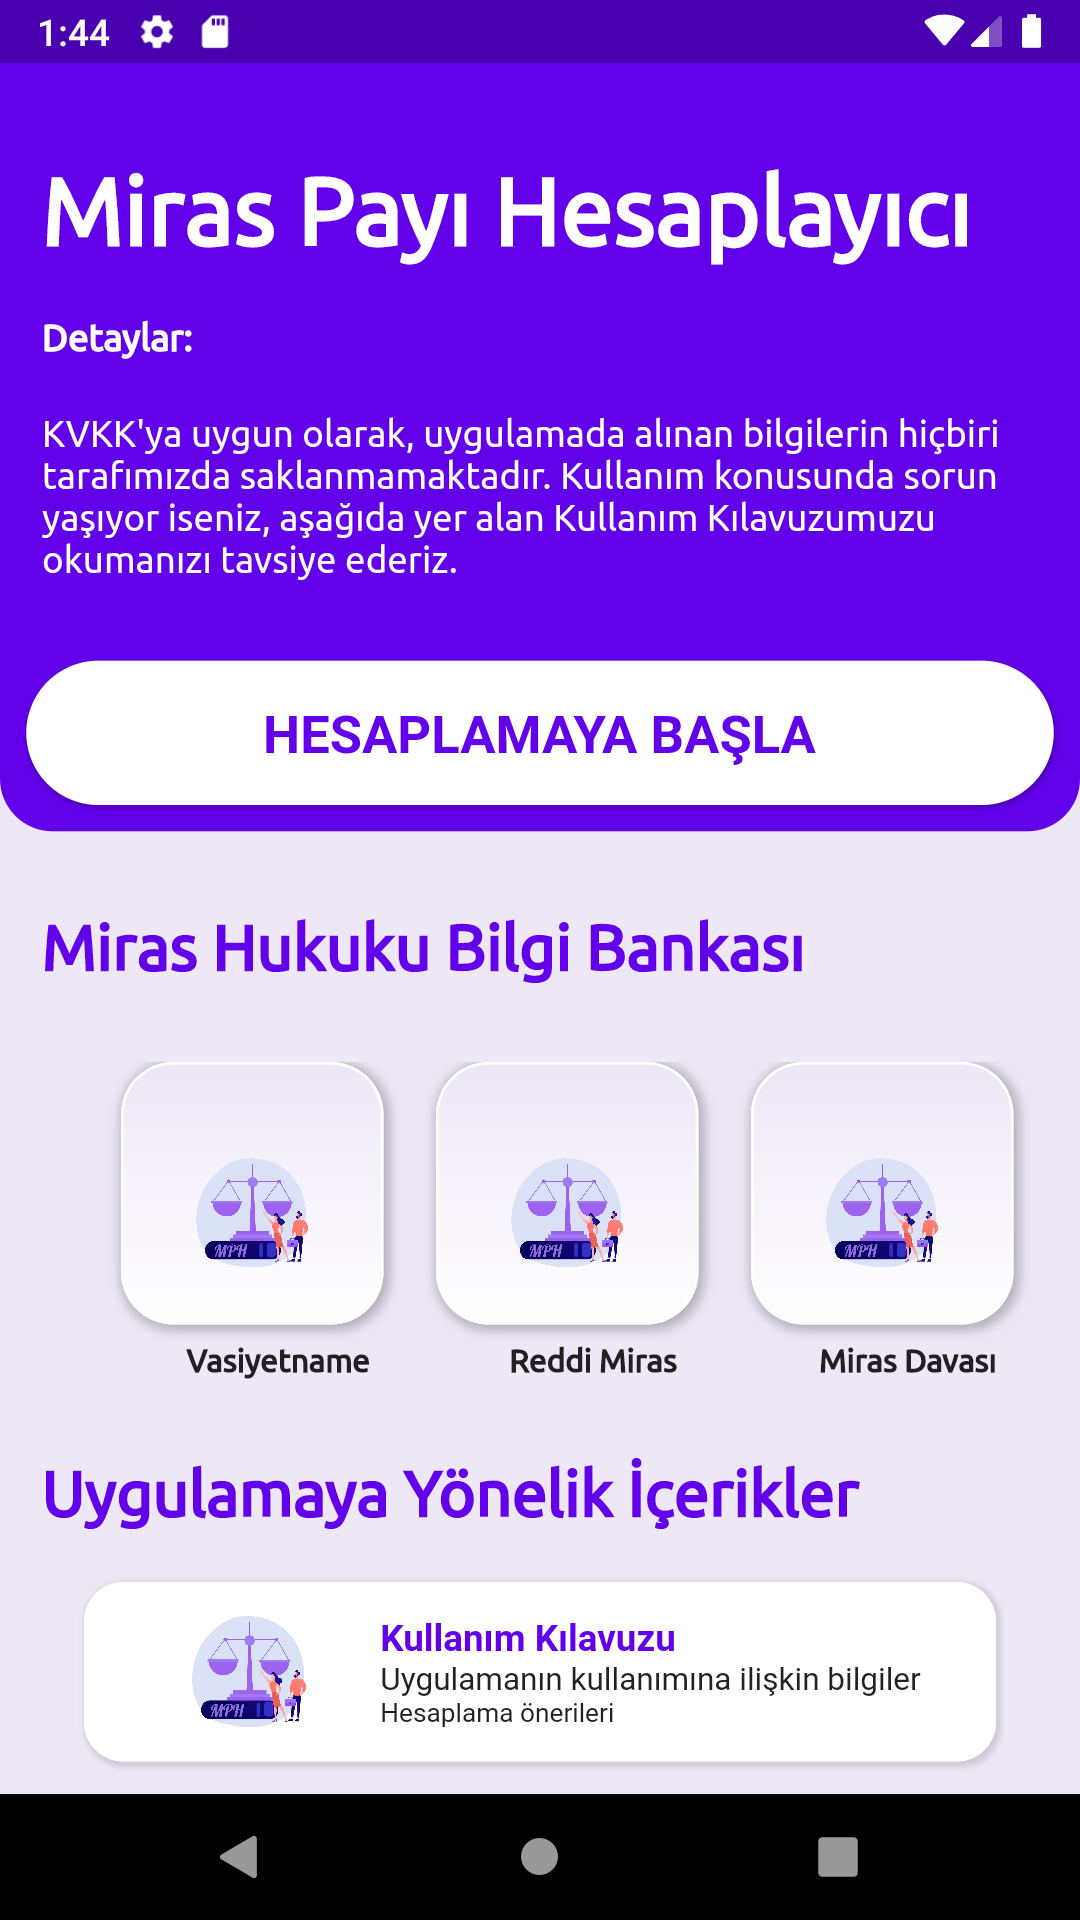 1:44
Miras Payı Hesaplayıcı
Detaylar:
KVKK'ya uygun olarak, uygulamada alınan bilgilerin hiçbiri
tarafımızda saklanmamaktadır. Kullanım konusunda sorun
yaşıyor iseniz, aşağıda yer alan Kullanım Kılavuzumuzu
okumanızı tavsiye ederiz.
HESAPLAMAYA BAŞLA
Miras Hukuku Bilgi Bankası
MPH
MPH
MPH
Vasiyetname
Reddi Miras
Miras Davası
Uygulamaya Yönelik İçerikler
MPH
Kullanım Kılavuzu
Uygulamanın kullanımına ilişkin bilgiler
Hesaplama önerileri